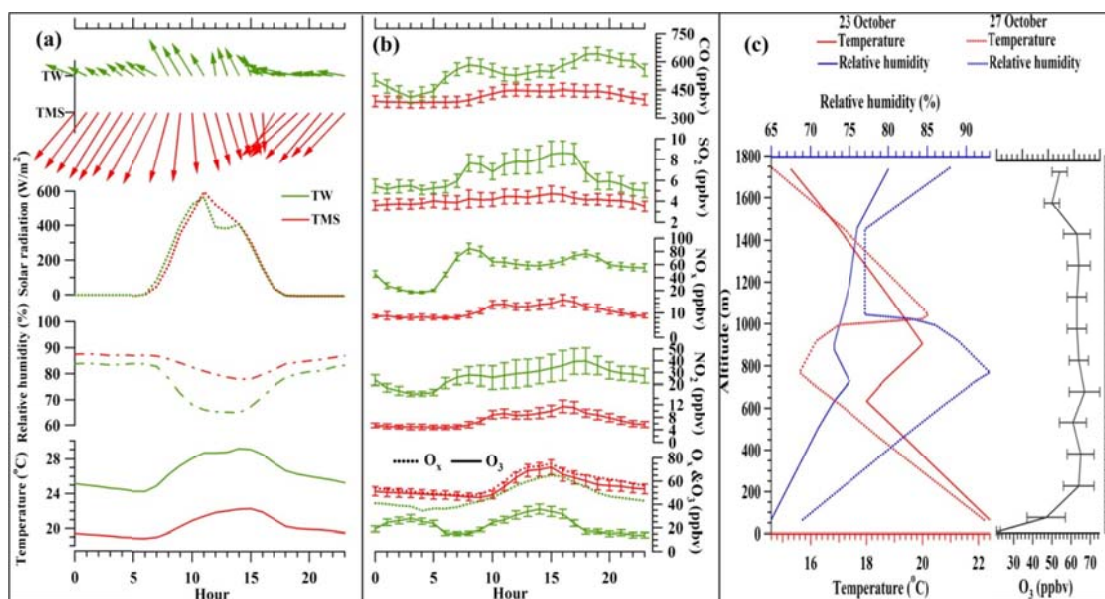 (a)
TW
TMS
Solar radiation (W/m²)
600
400
200
0
TW
TMS
Relative humidity (%)
100
90
80
70
60
Temperature (°C)
28
24
20
0 5 10 15 20
Hour
(b)
CO (ppbv)
750
600
450
300
SO₂ (ppbv)
10
8
6
4
2
NOₓ (ppbv)
100
80
60
40
20
20
10
0
NO₂ (ppbv)
50
40
30
20
12
8
4
0
Oₓ O₃
Oₓ&O₃ (ppbv)
80
60
40
20
0
0 5 10 15 20
Hour
(c)
23 October 27 October
Temperature Temperature
Relative humidity Relative humidity
Relative humidity (%)
65 70 75 80 85 90
Altitude (m)
1800
1600
1400
1200
1000
800
600
400
200
0
16 18 20 22
Temperature (°C)
30 40 50 60 70
O₃ (ppbv)